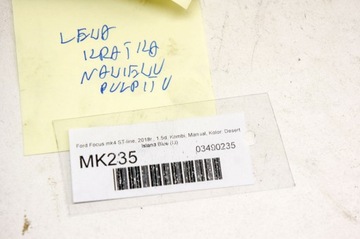 LEWA
KRATKA
NAWIEWU
PULPITU
Ford Focus mk4 ST-line, 2018r., 1.5d, Kombi, Manual, Kolor: Desert
Island Blue (IJ)
MK235
03490235